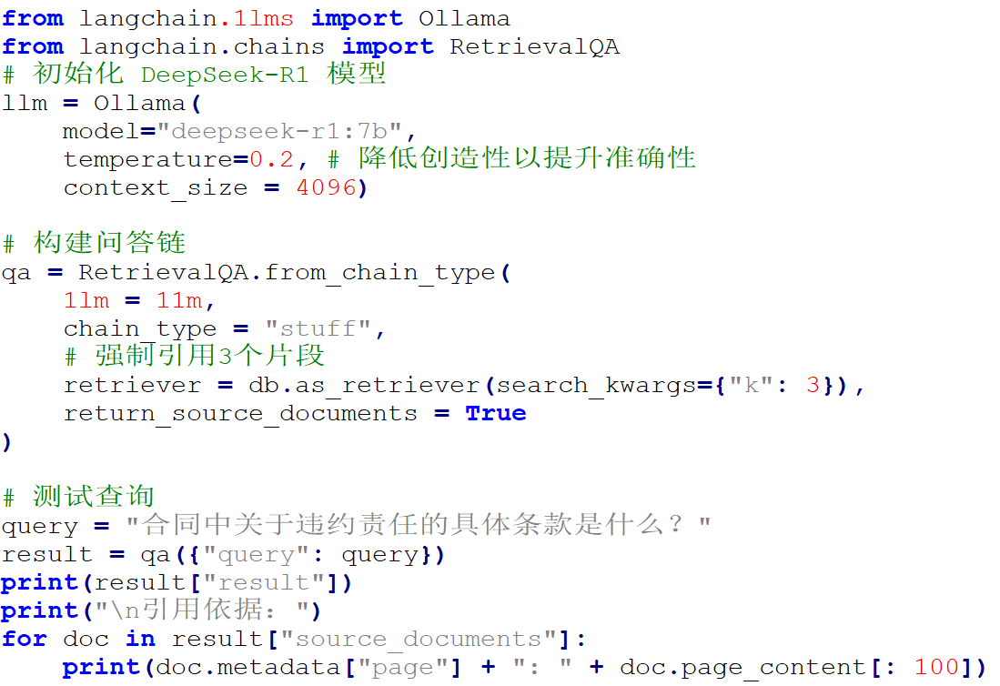 from langchain.1lms import Ollama
from langchain.chains import RetrievalQA
# 初始化 DeepSeek-R1 模型
llm = Ollama(
    model="deepseek-r1:7b",
    temperature=0.2, # 降低创造性以提升准确性
    context_size = 4096)

# 构建问答链
qa = RetrievalQA.from_chain_type(
    1lm = 11m,
    chain_type = "stuff",
    # 强制引用3个片段
    retriever = db.as_retriever(search_kwargs={"k": 3}),
    return_source_documents = True
)

# 测试查询
query = "合同中关于违约责任的具体条款是什么？"
result = qa({"query": query})
print(result["result"])
print("\n引用依据：")
for doc in result["source_documents"]:
    print(doc.metadata["page"] + ": " + doc.page_content[: 100])